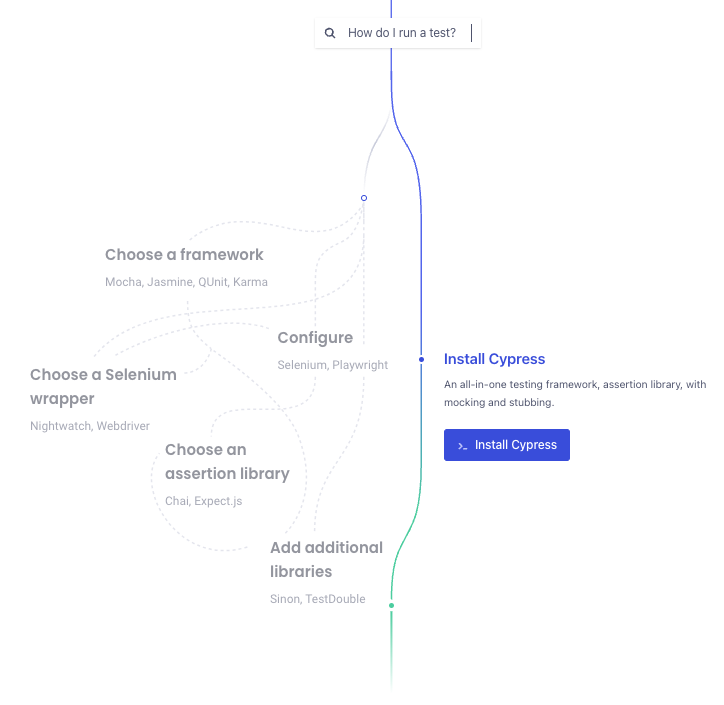 How do I run a test?
Choose a framework
Mocha, Jasmine, QUnit, Karma
Configure
Selenium, Playwright
Choose a Selenium
wrapper
Nightwatch, Webdriver
Install Cypress
An all-in-one testing framework, assertion library, with
mocking and stubbing.
Install Cypress
Choose an
assertion library
Chai, Expect.js
Add additional
libraries
Sinon, TestDouble